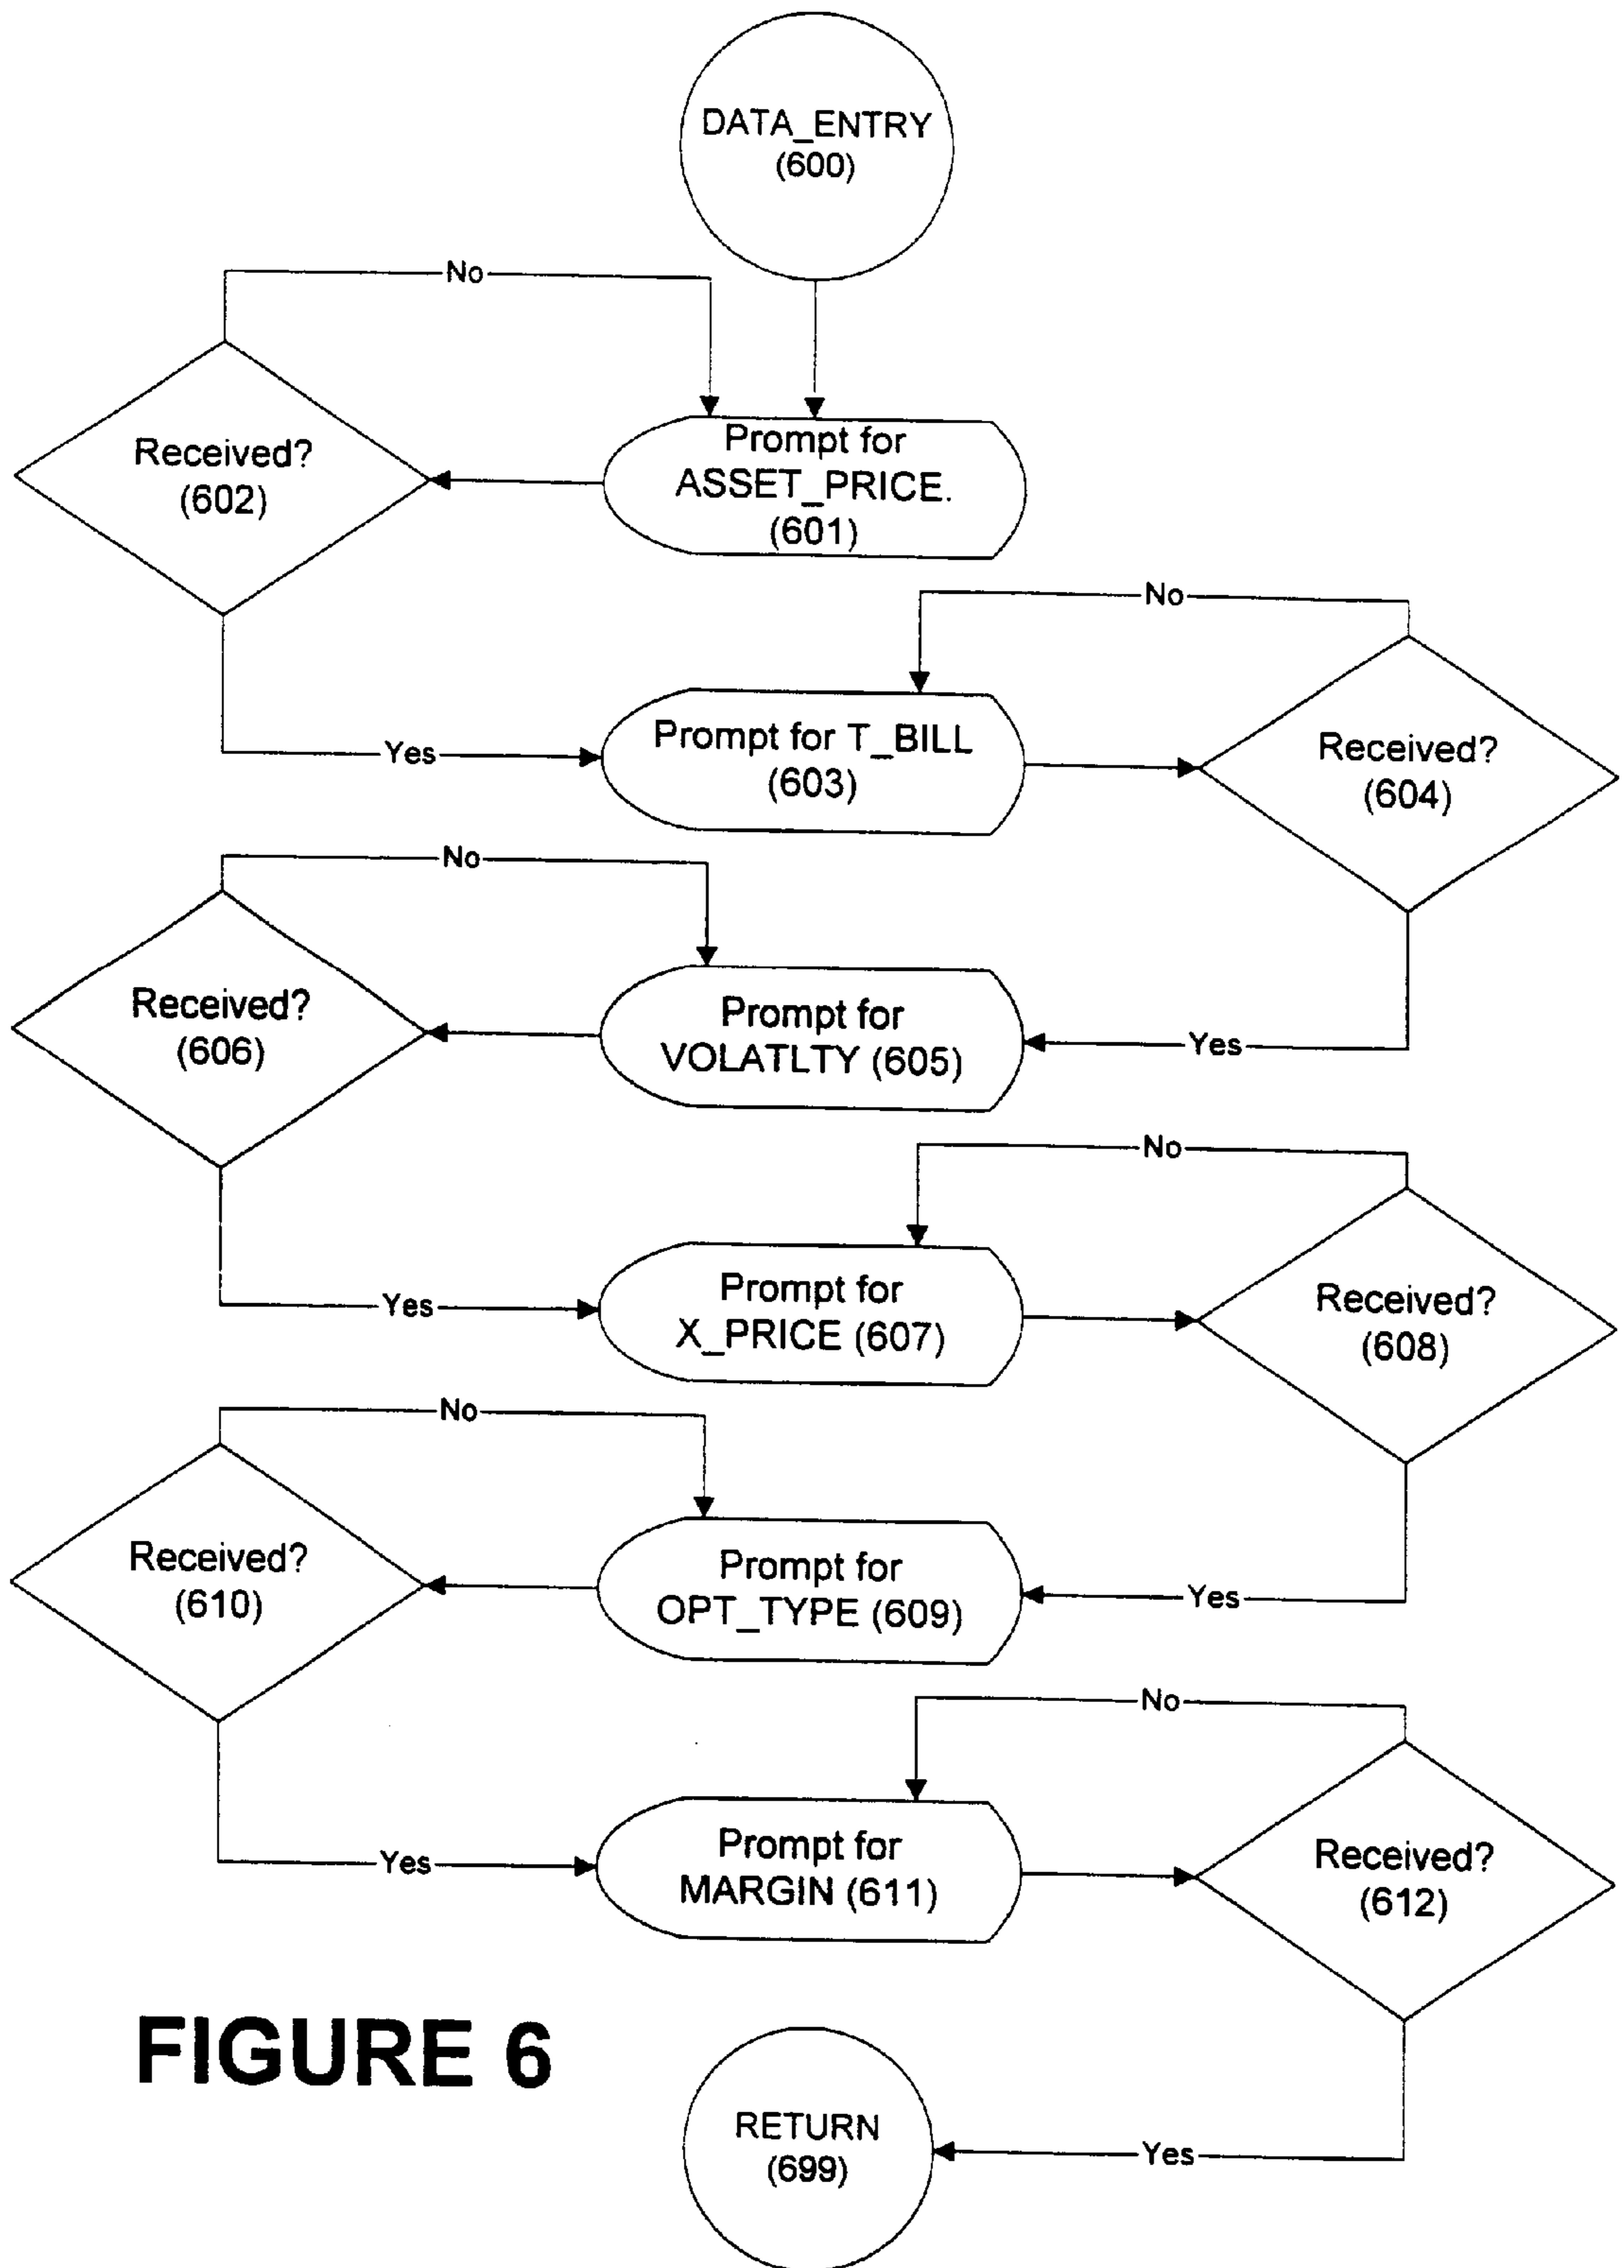 DATA_ENTRY
(600)
No
Received?
(602)
Prompt for
ASSET_PRICE.
(601)
No
Yes
Prompt for T_BILL
(603)
Received?
(604)
No
Received?
(606)
Prompt for
VOLATLTY (605)
Yes
No
Yes
Prompt for
X_PRICE (607)
Received?
(608)
No
Received?
(610)
Prompt for
OPT_TYPE (609)
Yes
No
Yes
Prompt for
MARGIN (611)
Received?
(612)
FIGURE 6
RETURN
(699)
Yes